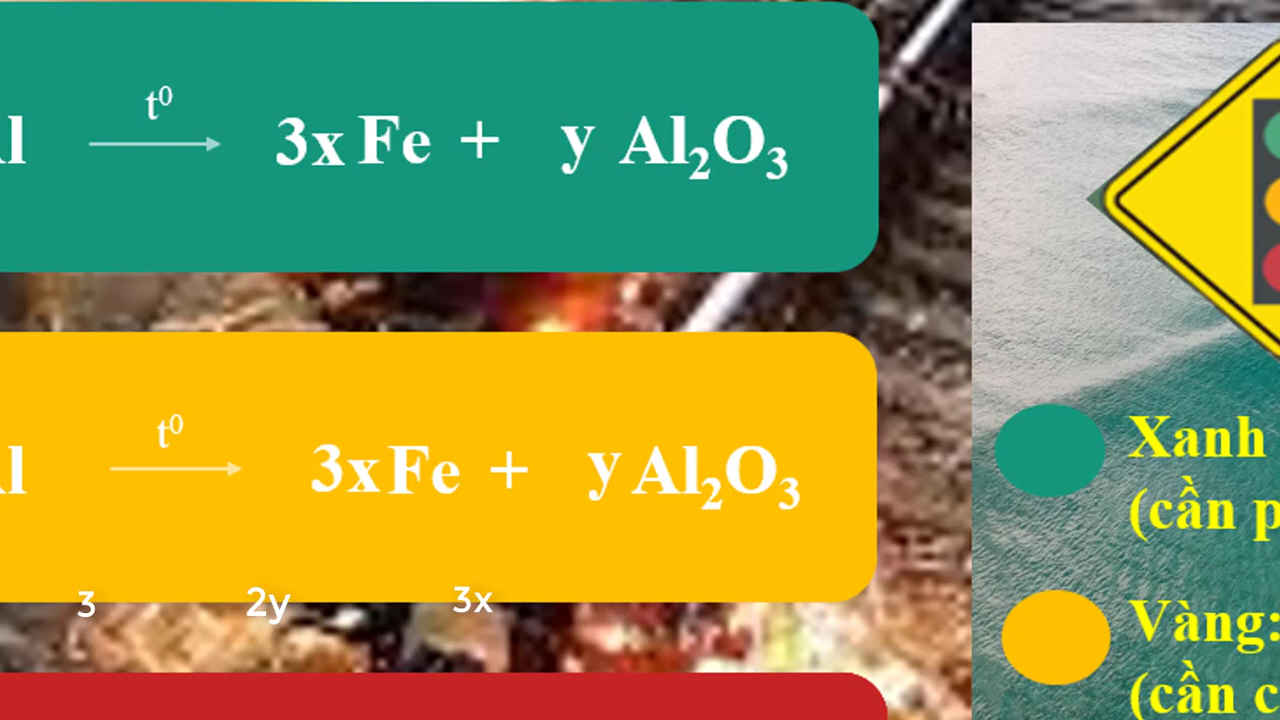 t⁰
l 3x Fe + y Al₂O₃
t⁰
l 3x Fe + y Al₂O₃
3 2y 3x
Xanh
(cần p
Vàng:
(cần c